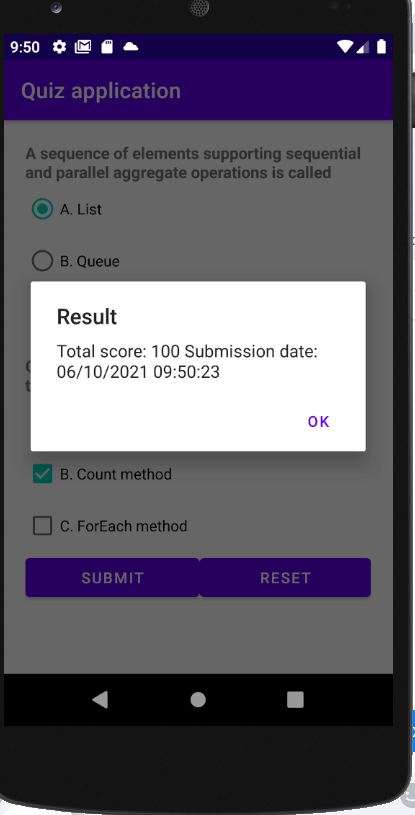 9:50
Quiz application
A sequence of elements supporting sequential
and parallel aggregate operations is called
A. List
B. Queue
Result
Total score: 100 Submission date:
06/10/2021 09:50:23
OK
B. Count method
C. ForEach method
SUBMIT RESET